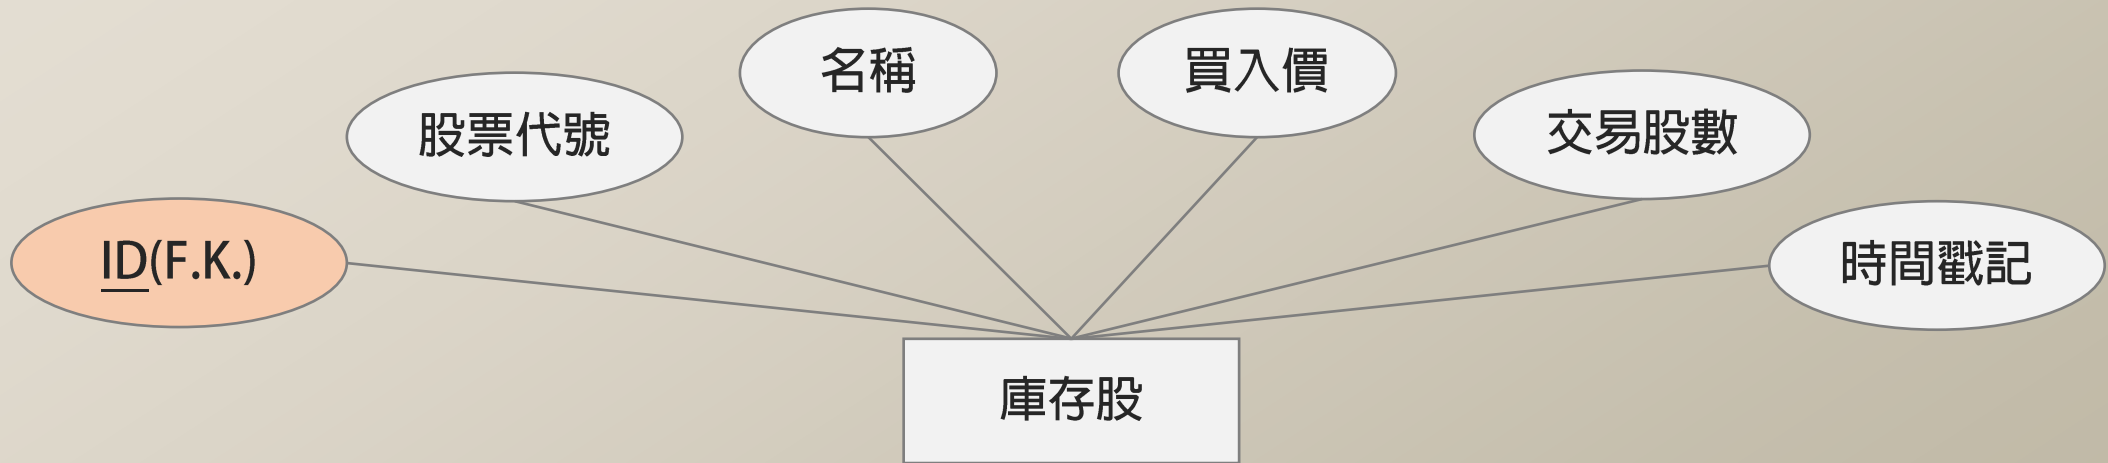 名稱
買入價
股票代號
交易股數
ID(F.K.)
時間戳記
庫存股